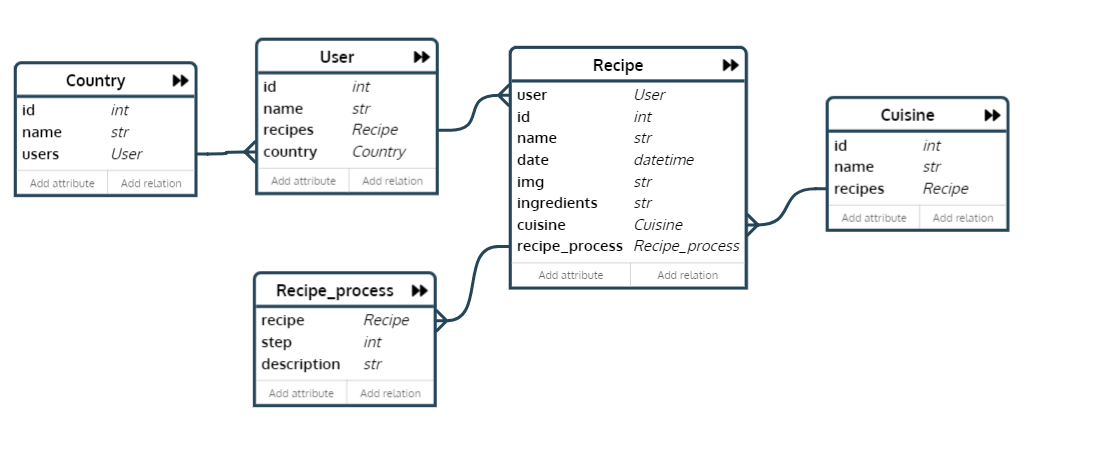 Country
id int
name str
users User
Add attribute Add relation
User
id int
name str
recipes Recipe
country Country
Add attribute Add relation
Recipe
user User
id int
name str
date datetime
img str
ingredients str
cuisine Cuisine
recipe_process Recipe_process
Add attribute Add relation
Cuisine
id int
name str
recipes Recipe
Add attribute Add relation
Recipe_process
recipe Recipe
step int
description str
Add attribute Add relation